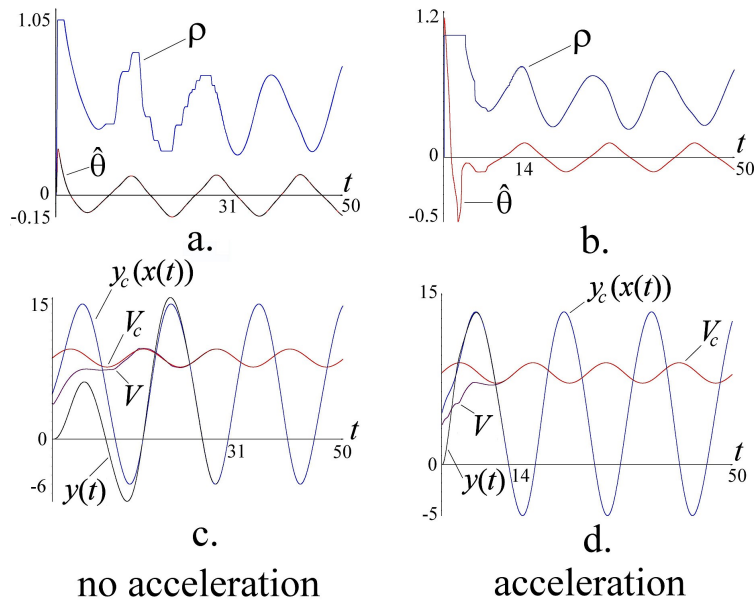 1.05
ρ
θ̂
0
-0.15
31
t
50
a.
1.2
ρ
0
14
t
50
θ̂
-0.5
b.
y_c(x(t))
15
V_c
V
0
31
t
50
-6
y(t)
c.
15
y_c(x(t))
V_c
V
0
14
t
50
y(t)
-5
d.
no acceleration
acceleration